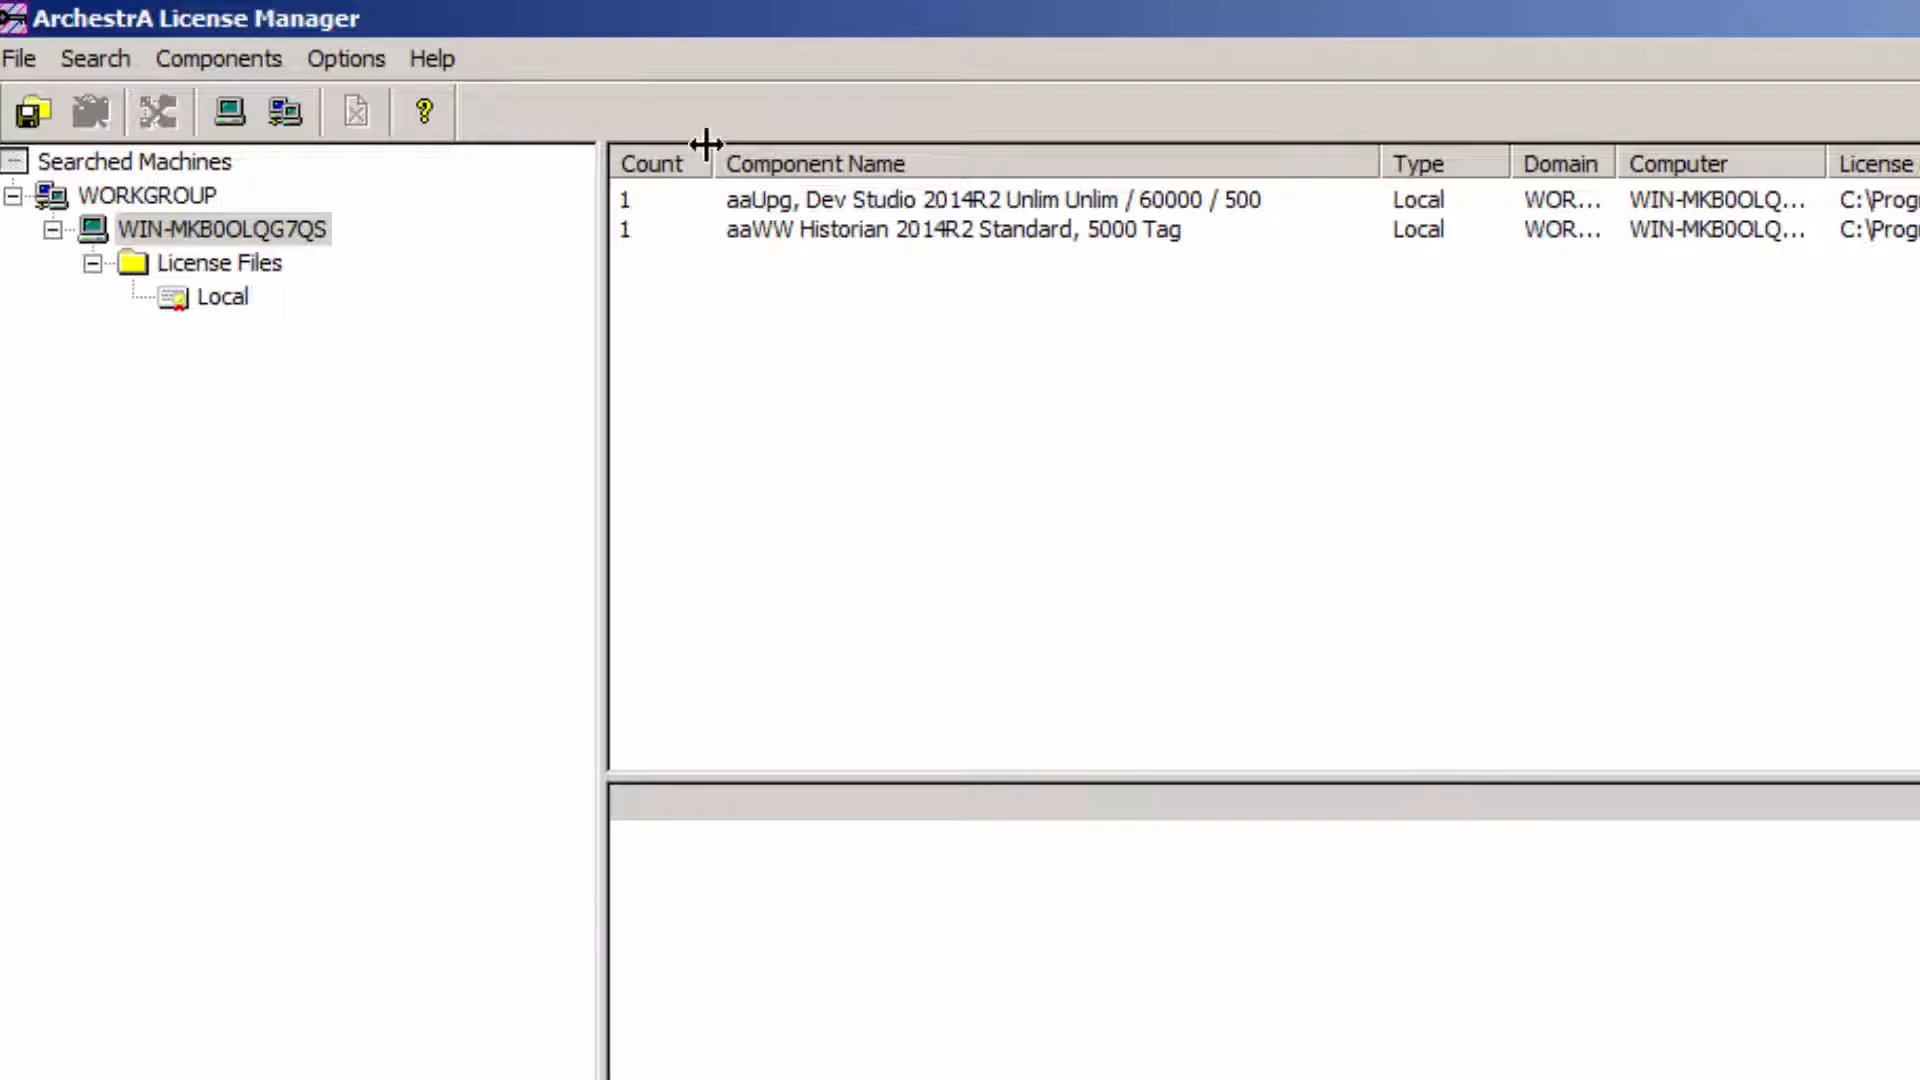 ArchestrA License Manager
File Search Components Options Help
Searched Machines
WORKGROUP
WIN-MKB0OLQG7QS
License Files
Local
Count Component Name Type Domain Computer License
1 aaUpg, Dev Studio 2014R2 Unlim Unlim / 60000 / 500 Local WOR... WIN-MKB0OLQ... C:\Prog
1 aaWW Historian 2014R2 Standard, 5000 Tag Local WOR... WIN-MKB0OLQ... C:\Prog